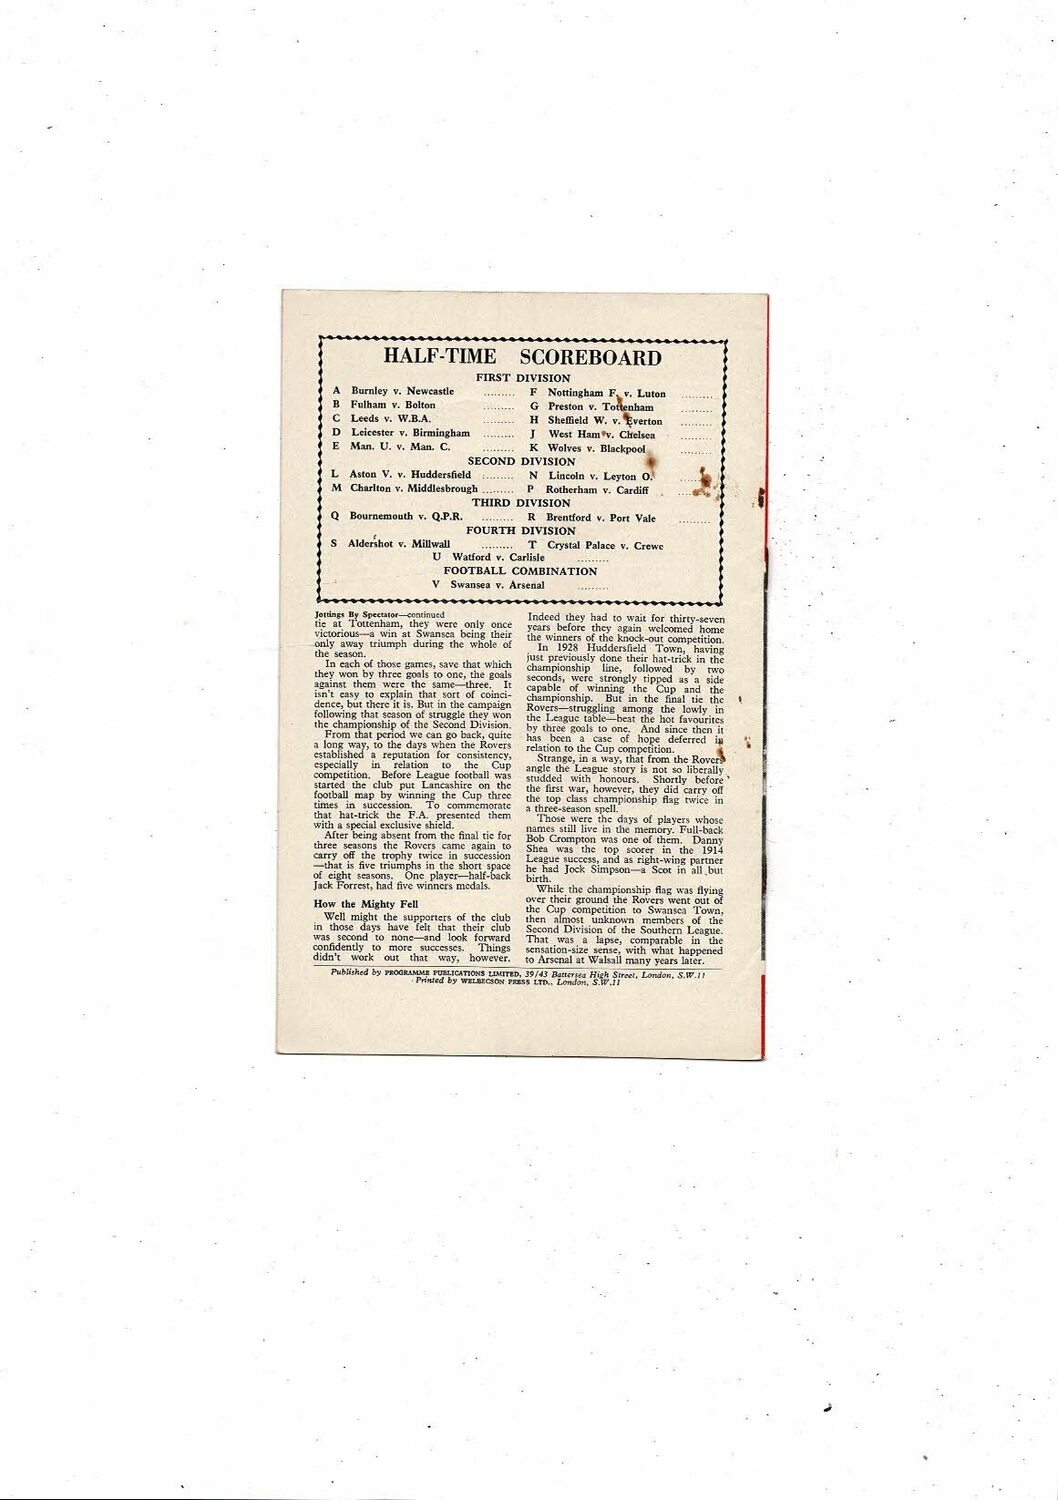 HALF-TIME SCOREBOARD
FIRST DIVISION
A Burnley v. Newcastle ......... F Nottingham F. v. Luton .........
B Fulham v. Bolton ......... G Preston v. Tottenham .........
C Leeds v. W.B.A. ......... H Sheffield W. v. Everton .........
D Leicester v. Birmingham ......... J West Ham v. Chelsea .........
E Man. U. v. Man. C. ......... K Wolves v. Blackpool .........
SECOND DIVISION
L Aston V. v. Huddersfield ......... N Lincoln v. Leyton O. .........
M Charlton v. Middlesbrough ......... P Rotherham v. Cardiff .........
THIRD DIVISION
Q Bournemouth v. Q.P.R. ......... R Brentford v. Port Vale .........
FOURTH DIVISION
S Aldershot v. Millwall ......... T Crystal Palace v. Crewe
U Watford v. Carlisle .........
FOOTBALL COMBINATION
V Swansea v. Arsenal .........
Jottings By Spectator—continued
tie at Tottenham, they were only once
victorious—a win at Swansea being their
only away triumph during the whole of
the season.
In each of those games, save that which
they won by three goals to one, the goals
against them were the same—three. It
isn't easy to explain that sort of coinci-
dence, but there it is. But in the campaign
following that season of struggle they won
the championship of the Second Division.
From that period we can go back, quite
a long way, to the days when the Rovers
established a reputation for consistency,
especially in relation to the Cup
competition. Before League football was
started the club put Lancashire on the
football map by winning the Cup three
times in succession. To commemorate
that hat-trick the F.A. presented them
with a special exclusive shield.
After being absent from the final tie for
three seasons the Rovers came again to
carry off the trophy twice in succession
—that is five triumphs in the short space
of eight seasons. One player—half-back
Jack Forrest, had five winners medals.
How the Mighty Fell
Well might the supporters of the club
in those days have felt that their club
was second to none—and look forward
confidently to more successes. Things
didn't work out that way, however.
Indeed they had to wait for thirty-seven
years before they again welcomed home
the winners of the knock-out competition.
In 1928 Huddersfield Town, having
just previously done their hat-trick in the
championship line, followed by two
seconds, were strongly tipped as a side
capable of winning the Cup and the
championship. But in the final tie the
Rovers—struggling among the lowly in
the League table—beat the hot favourites
by three goals to one. And since then it
has been a case of hope deferred in
relation to the Cup competition.
Strange, in a way, that from the Rovers
angle the League story is not so liberally
studded with honours. Shortly before
the first war, however, they did carry off
the top class championship flag twice in
a three-season spell.
Those were the days of players whose
names still live in the memory. Full-back
Bob Crompton was one of them. Danny
Shea was the top scorer in the 1914
League success, and as right-wing partner
he had Jock Simpson—a Scot in all but
birth.
While the championship flag was flying
over their ground the Rovers went out of
the Cup competition to Swansea Town,
then almost unknown members of the
Second Division of the Southern League.
That was a lapse, comparable in the
sensation-size sense, with what happened
to Arsenal at Walsall many years later.
Published by PROGRAMME PUBLICATIONS LIMITED, 39/43 Battersea High Street, London, S.W.11
Printed by WELBECSON PRESS LTD., London, S.W.11